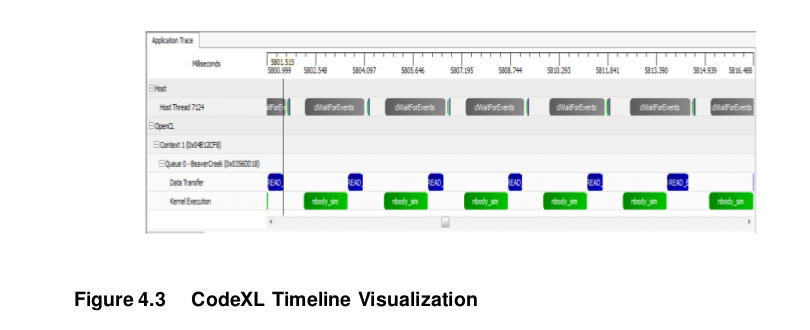 Application Trace
Milliseconds
5801.515
5800.999 5802.548 5804.097 5805.646 5807.195 5808.744 5810.293 5811.841 5813.390 5814.939 5816.488
Host
Host Thread 7124 clWaitForEvents clWaitForEvents clWaitForEvents clWaitForEvents clWaitForEvents clWaitForEvents
OpenCL
Context 1 (0x04B12CF8)
Queue 0 - BeaverCreek (0x0356DD18)
Data Transfer READ_ READ_ READ_ READ_ READ_ READ_B
Kernel Execution nbody_sim nbody_sim nbody_sim nbody_sim nbody_sim nbody_sim
Figure 4.3 CodeXL Timeline Visualization